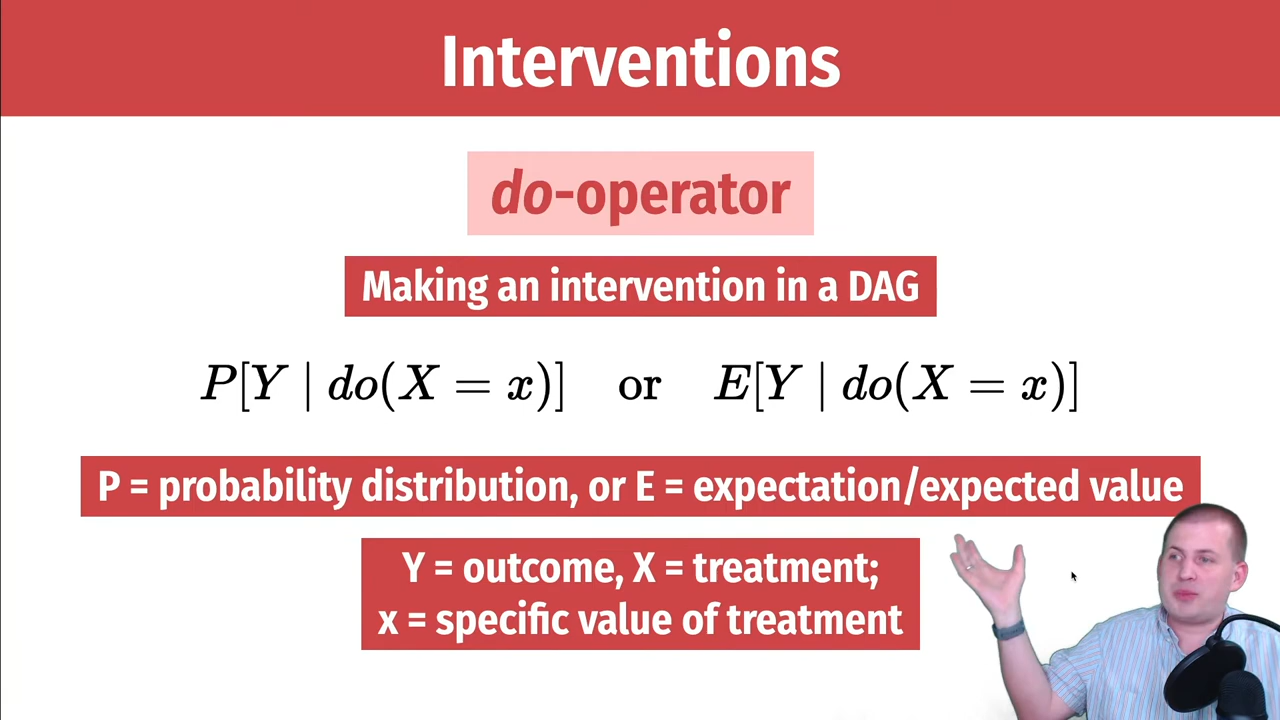 Interventions
do-operator
Making an intervention in a DAG
P[Y | do(X = x)] or E[Y | do(X = x)]
P = probability distribution, or E = expectation/expected value
Y = outcome, X = treatment;
x = specific value of treatment